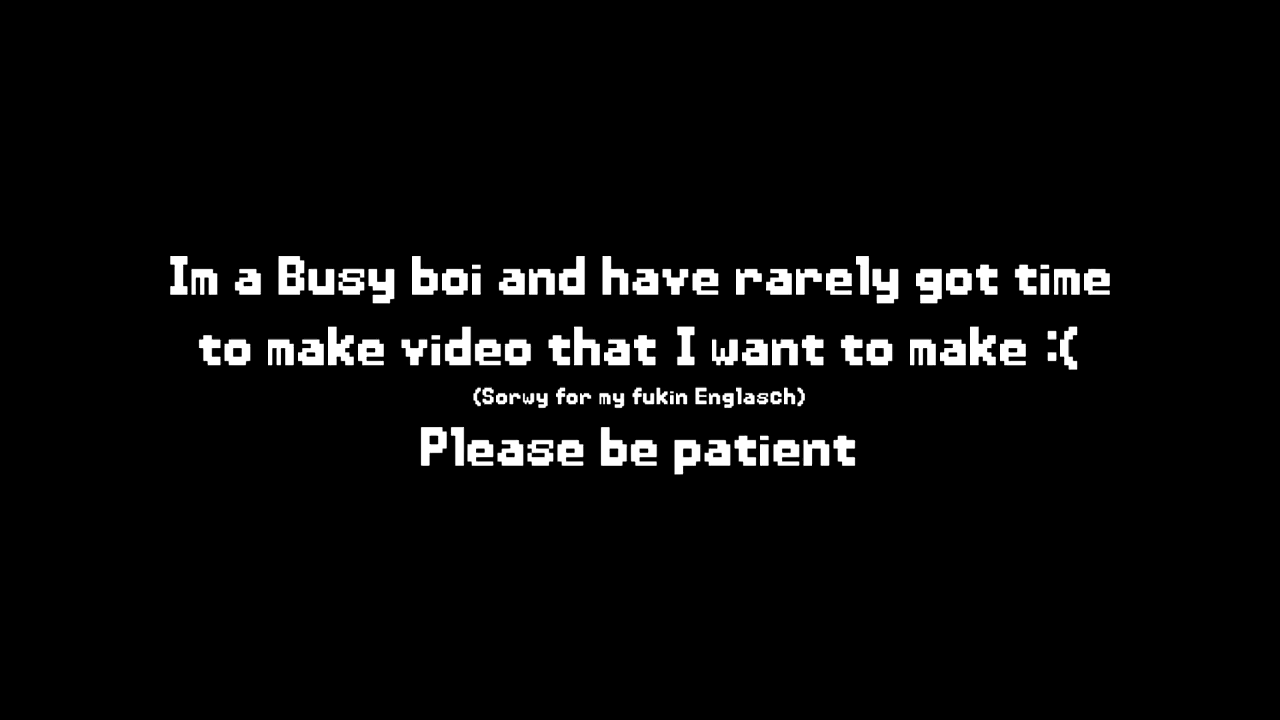 Im a Busy boi and have rarely got time
to make video that I want to make :(
(Sorwy for my fukin Englasch)
Please be patient